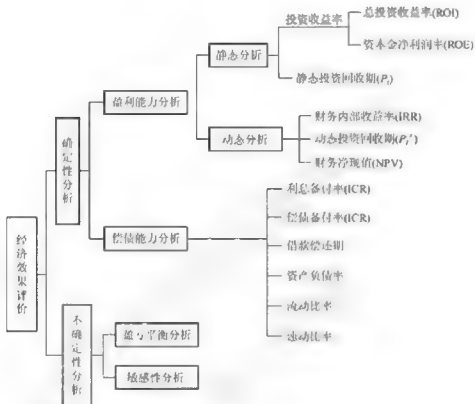 投资收益率
总投资收益率(ROI)
资本金净利润率(ROE)
静态分析
静态投资回收期(Pt)
盈利能力分析
财务内部收益率(IRR)
动态分析
动态投资回收期(Pt')
财务净现值(NPV)
确定性分析
利息备付率(ICR)
偿债备付率(ICR)
偿债能力分析
借款偿还期
资产负债率
流动比率
速动比率
经济效果评价
不确定性分析
盈亏平衡分析
敏感性分析